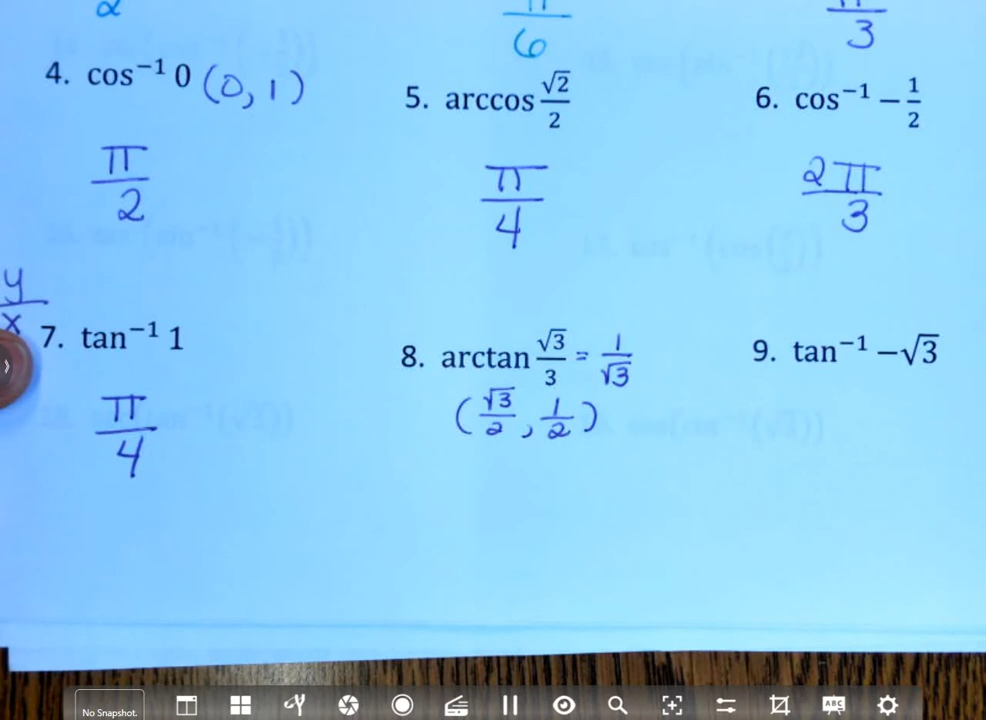 2
π/6
π/3
4. cos⁻¹ 0 (0, 1)
5. arccos √2/2
6. cos⁻¹ −1/2
π/2
π/4
2π/3
y/x
7. tan⁻¹ 1
8. arctan √3/3 = 1/√3
9. tan⁻¹ −√3
π/4
(√3/2, 1/2)
No Snapshot.
ABC